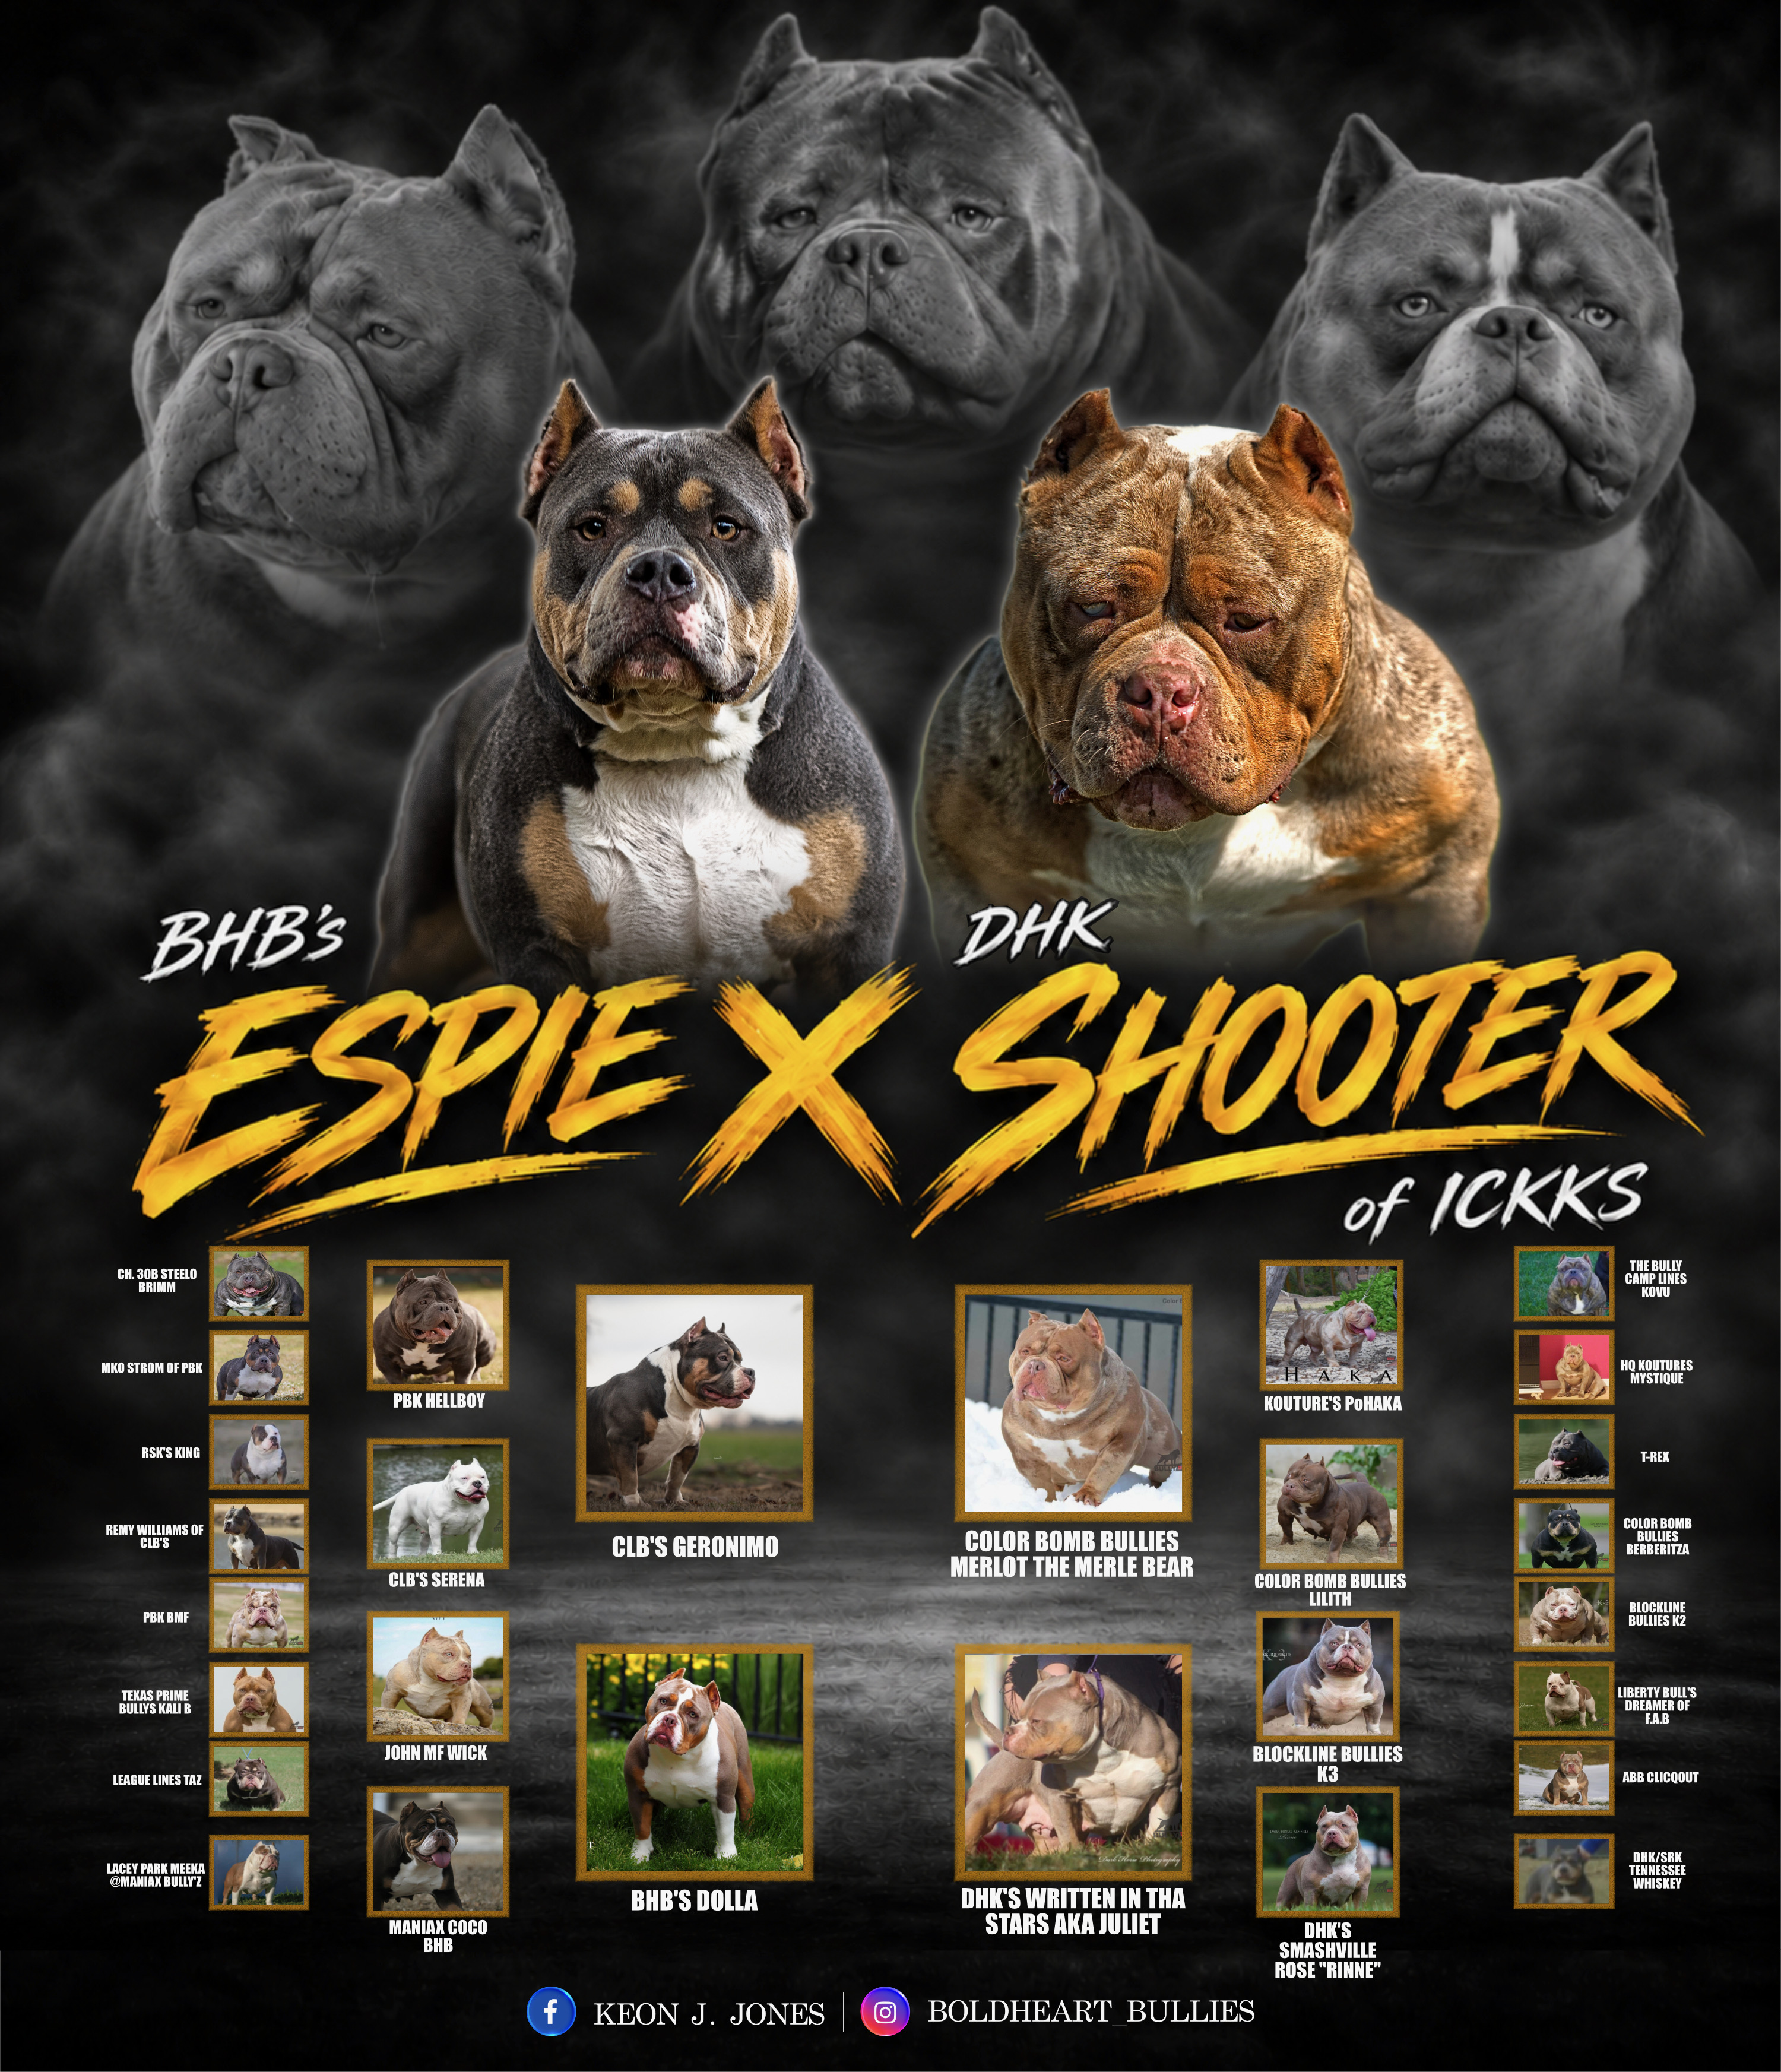 BHB's
DHK
ESPIE X SHOOTER
of ICKKS
CH. 30B STEELO
BRIMM
MKO STROM OF PBK
RSK'S KING
REMY WILLIAMS OF
CLB'S
PBK BMF
TEXAS PRIME
BULLYS KALI B
LEAGUE LINES TAZ
LACEY PARK MEEKA
@MANIAX BULLY'Z
PBK HELLBOY
CLB'S SERENA
JOHN MF WICK
MANIAX COCO
BHB
CLB'S GERONIMO
BHB'S DOLLA
COLOR BOMB BULLIES
MERLOT THE MERLE BEAR
DHK'S WRITTEN IN THA
STARS AKA JULIET
Dark Horse Photography
HAKA
KOUTURE'S PoHAKA
COLOR BOMB BULLIES
LILITH
BLOCKLINE BULLIES
K3
DHK'S
SMASHVILLE
ROSE "RINNE"
THE BULLY
CAMP LINES
KOVU
HQ KOUTURES
MYSTIQUE
T-REX
COLOR BOMB
BULLIES
BERBERITZA
BLOCKLINE
BULLIES K2
LIBERTY BULL'S
DREAMER OF
F.A.B
ABB CLICQOUT
DHK/SRK
TENNESSEE
WHISKEY
KEON J. JONES
BOLDHEART_BULLIES